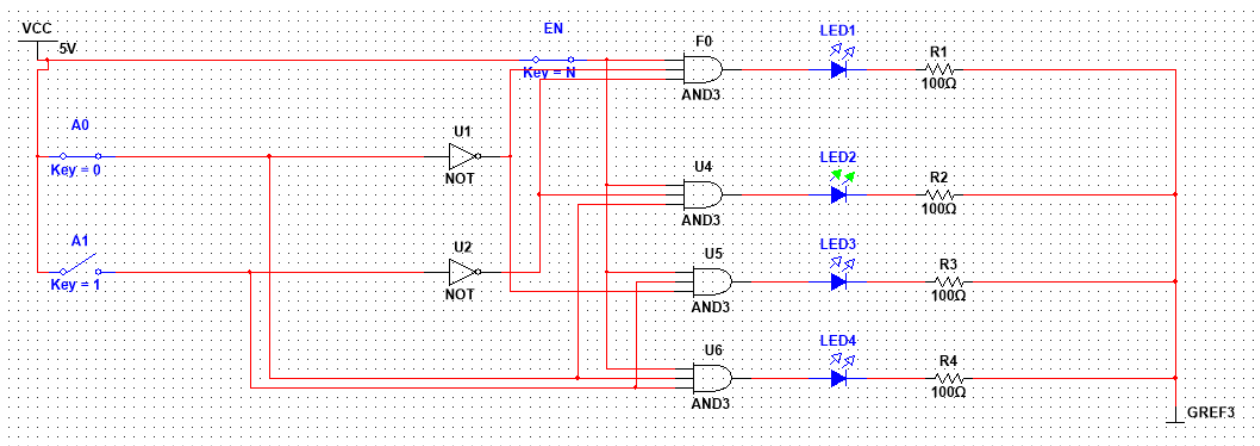 VCC
5V
EN
Key = N
F0
AND3
LED1
R1
100Ω
A0
Key = 0
U1
NOT
U4
AND3
LED2
R2
100Ω
A1
Key = 1
U2
NOT
U5
AND3
LED3
R3
100Ω
U6
AND3
LED4
R4
100Ω
GREF3